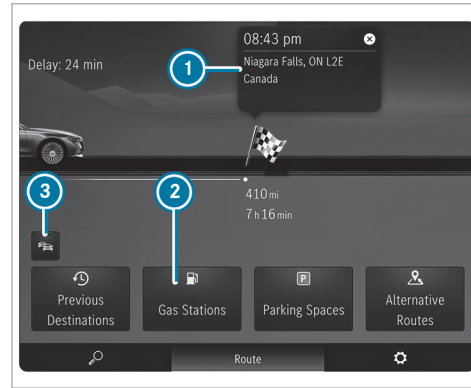 08:43 pm
Delay: 24 min
1
Niagara Falls, ON L2E
Canada
3
2
410 mi
7 h 16 min
P
Previous
Destinations
Gas Stations
Parking Spaces
Alternative
Routes
Route